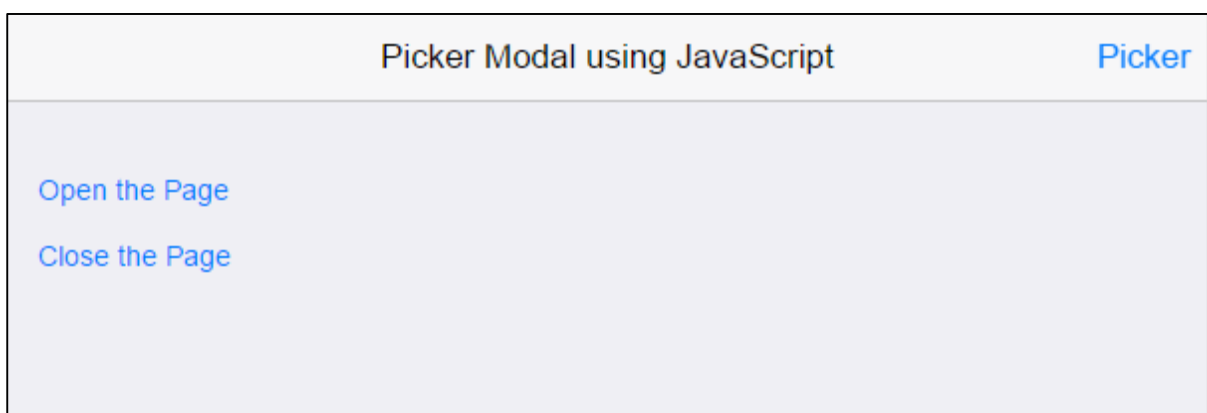 Picker Modal using JavaScript Picker
Open the Page
Close the Page